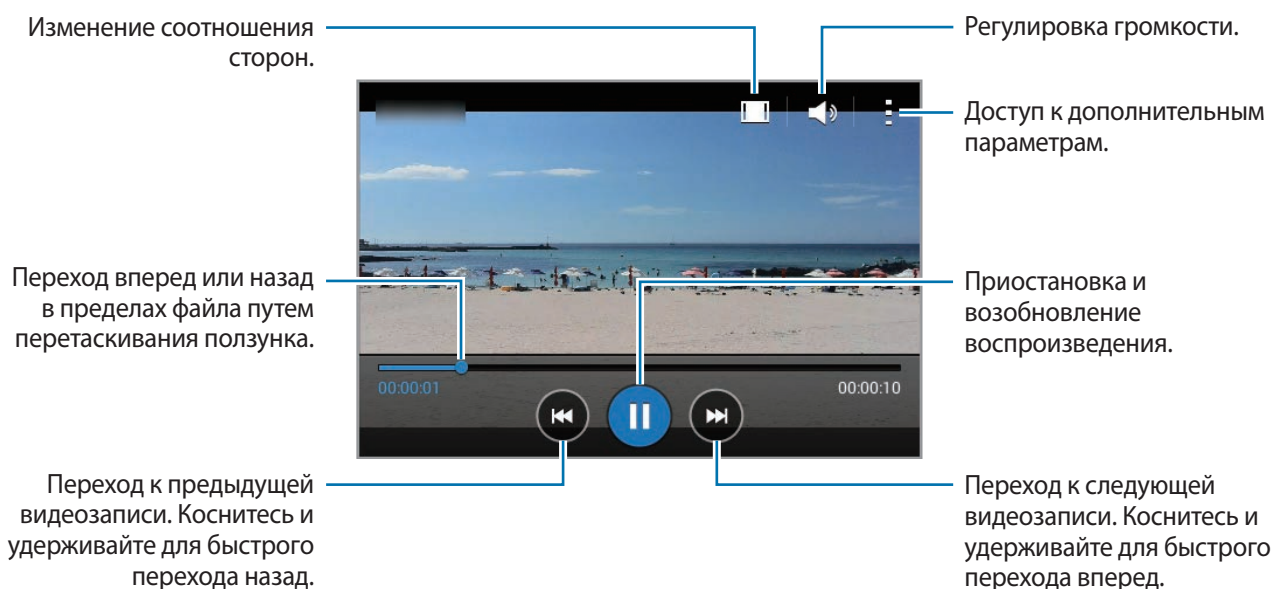 Изменение соотношения
сторон.
Регулировка громкости.
Доступ к дополнительным
параметрам.
Переход вперед или назад
в пределах файла путем
перетаскивания ползунка.
Приостановка и
возобновление
воспроизведения.
00:00:01
00:00:10
Переход к предыдущей
видеозаписи. Коснитесь и
удерживайте для быстрого
перехода назад.
Переход к следующей
видеозаписи. Коснитесь и
удерживайте для быстрого
перехода вперед.